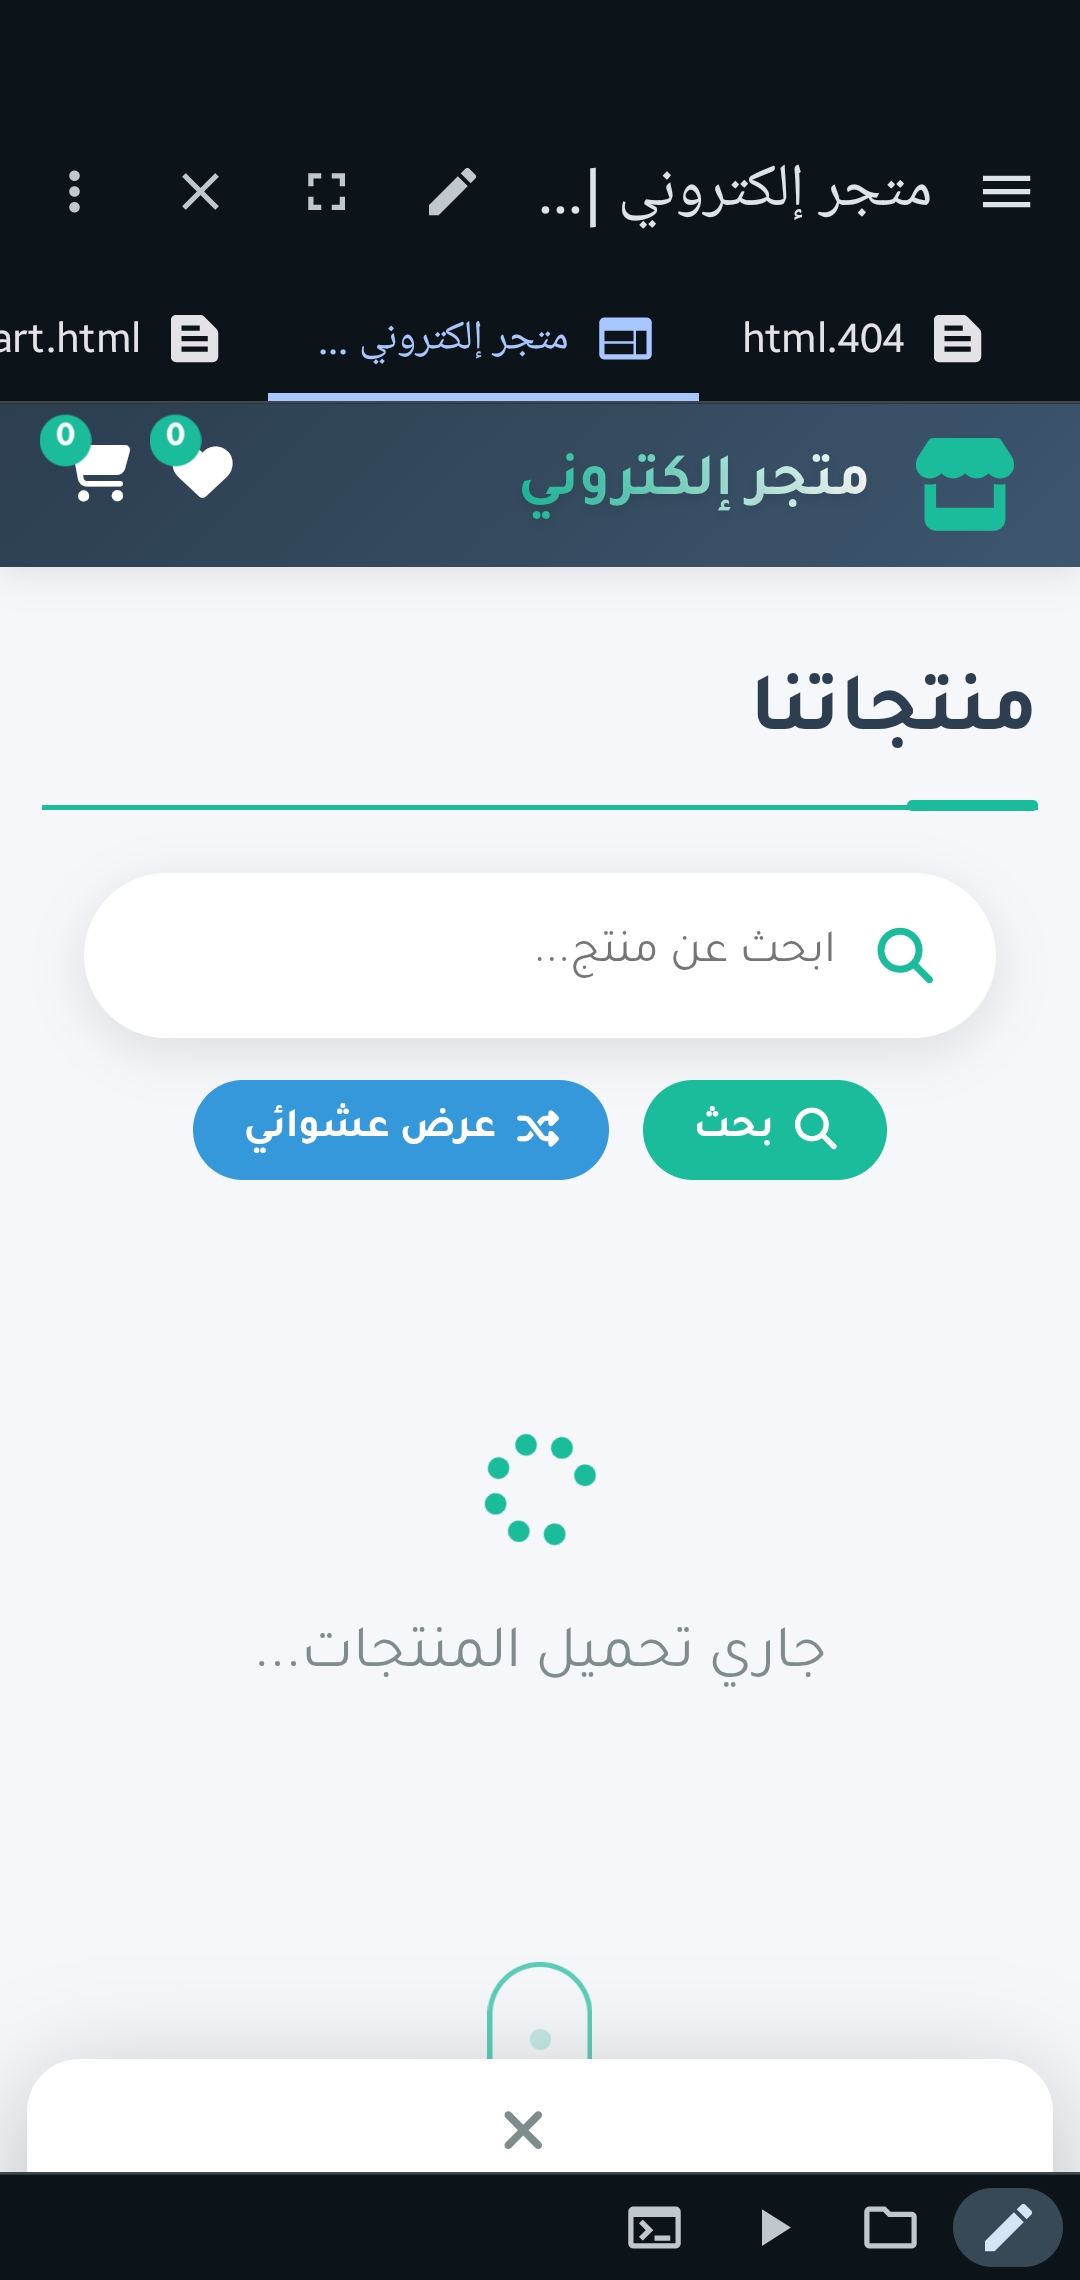 متجر إلكتروني |...
html.404
متجر إلكتروني ...
art.html
متجر إلكتروني
0
0
منتجاتنا
ابحث عن منتج...
بحث
عرض عشوائي
جاري تحميل المنتجات...